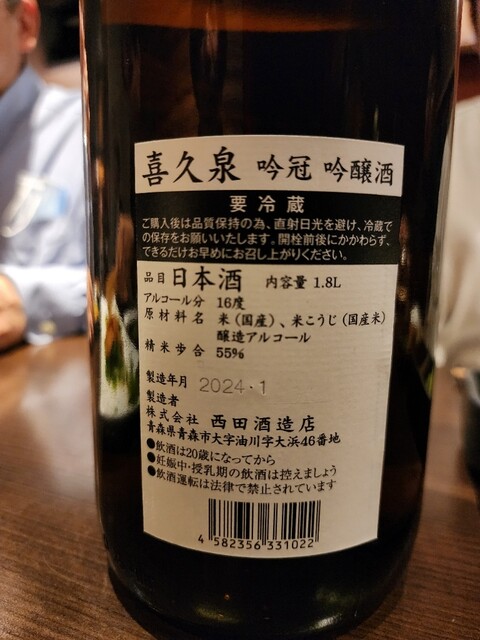 喜久泉 吟冠 吟醸酒
要冷蔵
ご購入後は品質保持の為、直射日光を避け、冷蔵で
の保存をお願いいたします。開栓前後にかかわらず、
できるだけお早めにお召し上がりください。
品目 日本酒 内容量 1.8L
アルコール分 16度
原材料名 米(国産)、米こうじ(国産米)
醸造アルコール
精米歩合 55%
製造年月 2024・1
製造者
株式会社 西田酒造店
青森県青森市大字油川字大浜46番地
●飲酒は20歳になってから
●妊娠中・授乳期の飲酒は控えましょう
●飲酒運転は法律で禁止されています
4 582356 331022